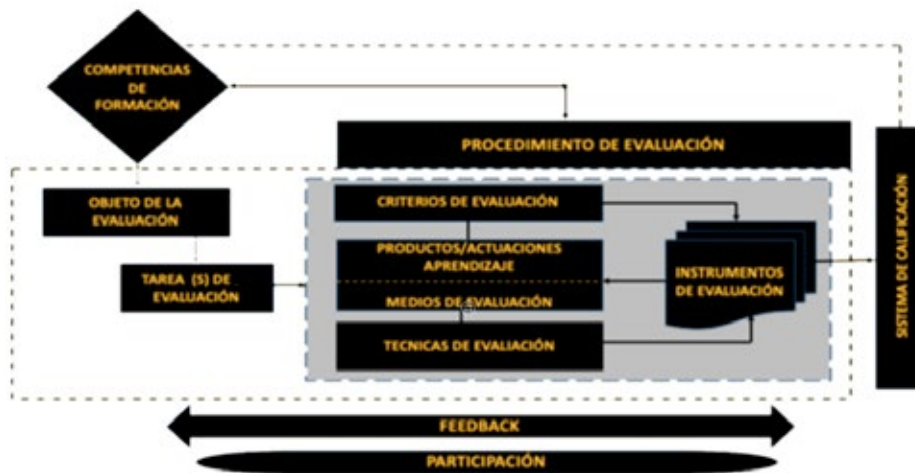 COMPETENCIAS
DE
FORMACIÓN
PROCEDIMIENTO DE EVALUACIÓN
OBJETO DE LA
EVALUACIÓN
TAREA (S) DE
EVALUACIÓN
CRITERIOS DE EVALUACIÓN
PRODUCTOS/ACTUACIONES
APRENDIZAJE
MEDIOS DE EVALUACIÓN
TECNICAS DE EVALIACIÓN
INSTRUMENTOS
DE EVALUACIÓN
SISTEMA DE CALIFICACIÓN
FEEDBACK
PARTICIPACIÓN